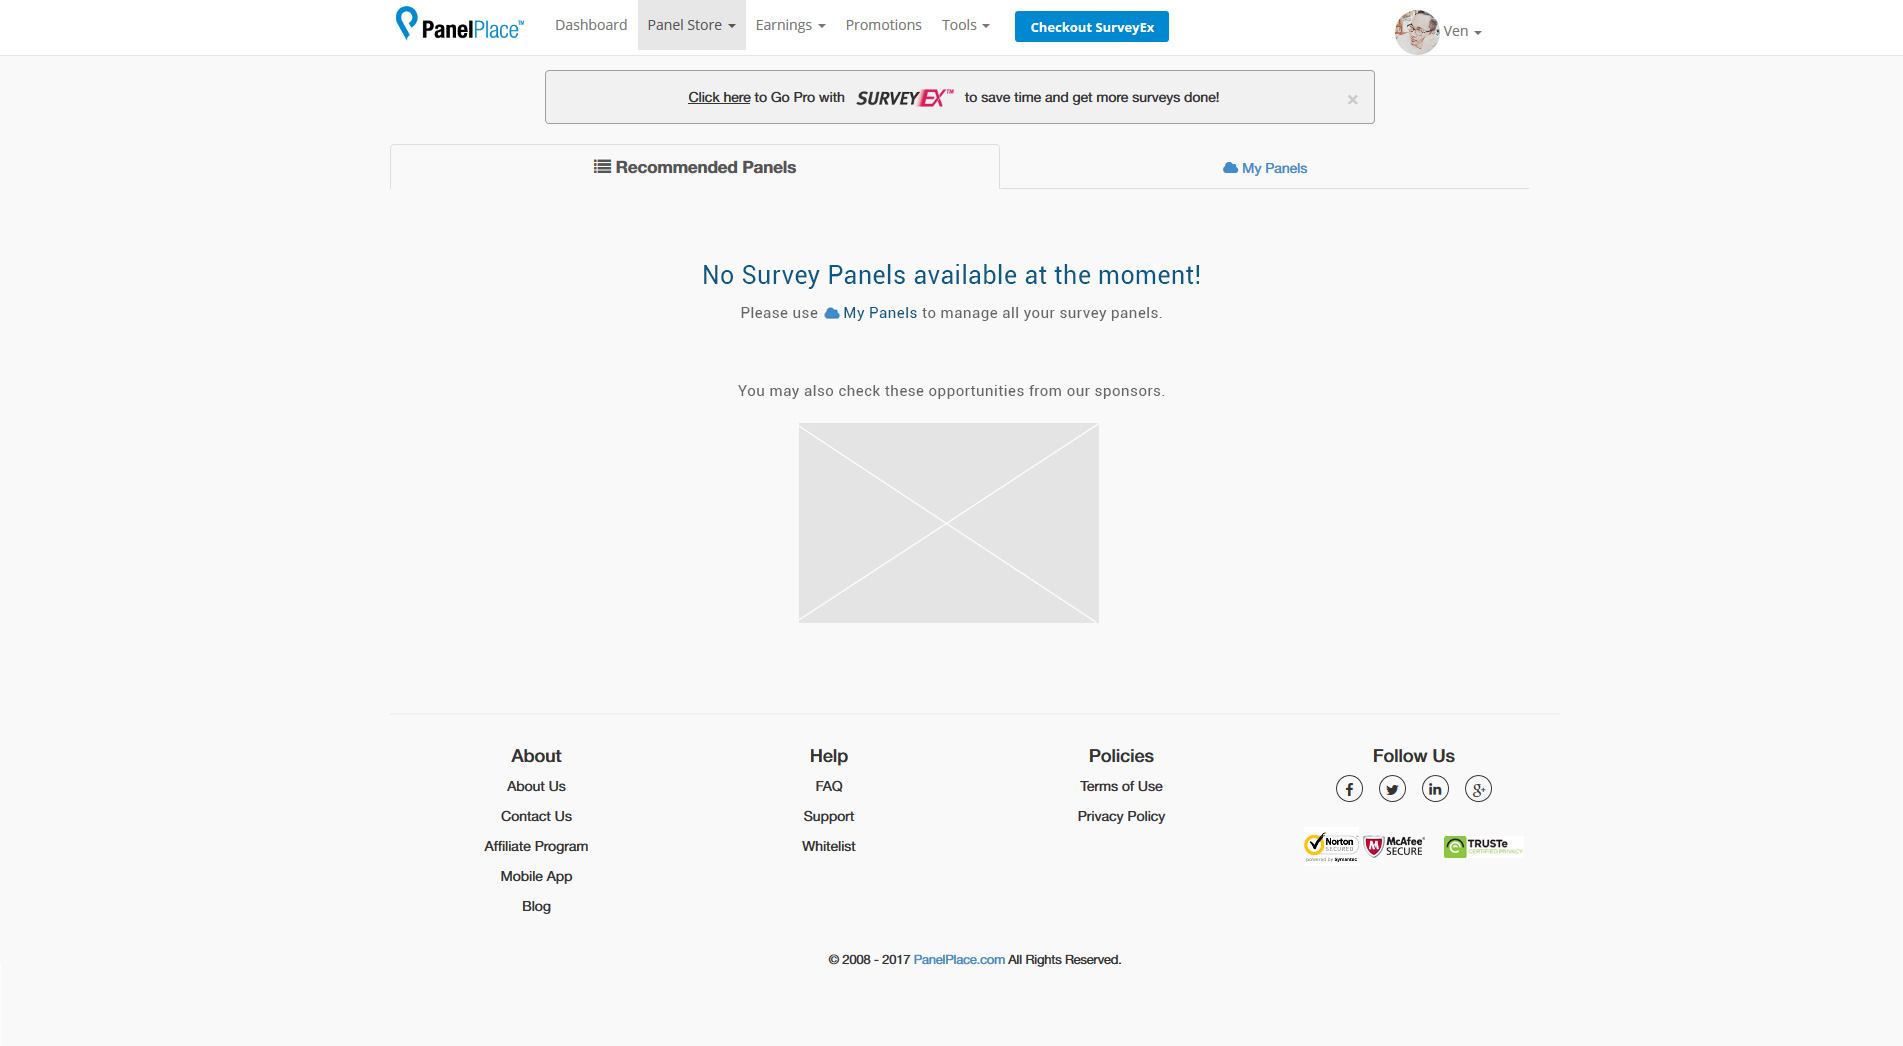 PanelPlace™
Dashboard
Panel Store
Earnings
Promotions
Tools
Checkout SurveyEx
Ven
Click here to Go Pro with SURVEYEX™ to save time and get more surveys done!
×
Recommended Panels
My Panels
No Survey Panels available at the moment!
Please use My Panels to manage all your survey panels.
You may also check these opportunities from our sponsors.
About
About Us
Contact Us
Affiliate Program
Mobile App
Blog
Help
FAQ
Support
Whitelist
Policies
Terms of Use
Privacy Policy
Follow Us
f
in
g+
Norton
SECURED
powered by Symantec
M
McAfee®
SECURE
TRUSTe
CERTIFIED PRIVACY
© 2008 - 2017 PanelPlace.com All Rights Reserved.